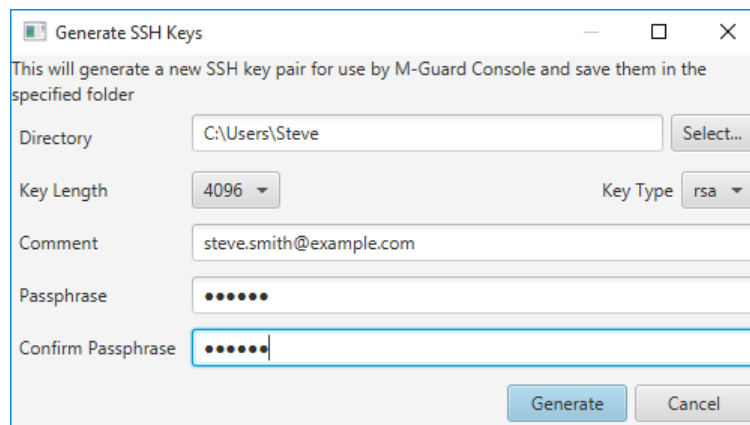 Generate SSH Keys
This will generate a new SSH key pair for use by M-Guard Console and save them in the
specified folder
Directory C:\Users\Steve Select...
Key Length 4096 Key Type rsa
Comment steve.smith@example.com
Passphrase ••••••
Confirm Passphrase ••••••
Generate Cancel